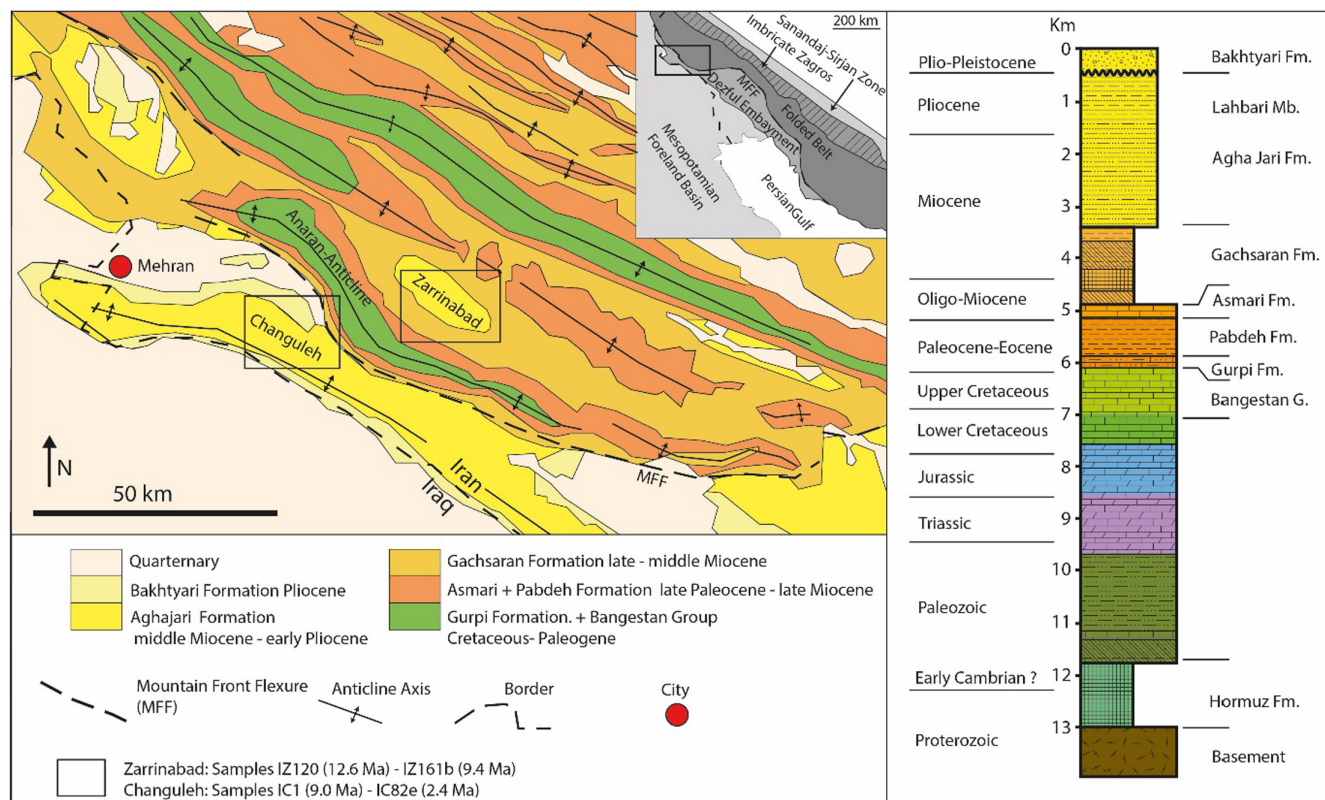 200 km
Sanandaj-Sirjan Zone
Imbricate Zagros
MFF
Folded Belt
Dezful Embayment
Mesopotamian
Foreland Basin
PersianGulf
Anaran-Anticline
Mehran
Zarrinabad
Changuleh
N
50 km
Iran
Iraq
MFF
Quarternary
Bakhtyari Formation Pliocene
Aghajari Formation
middle Miocene - early Pliocene
Gachsaran Formation late - middle Miocene
Asmari + Pabdeh Formation late Paleocene - late Miocene
Gurpi Formation. + Bangestan Group
Cretaceous- Paleogene
Mountain Front Flexure
(MFF)
Anticline Axis
Border
City
Zarrinabad: Samples IZ120 (12.6 Ma) - IZ161b (9.4 Ma)
Changuleh: Samples IC1 (9.0 Ma) - IC82e (2.4 Ma)
Km
0
1
2
3
4
5
6
7
8
9
10
11
12
13
Plio-Pleistocene
Pliocene
Miocene
Oligo-Miocene
Paleocene-Eocene
Upper Cretaceous
Lower Cretaceous
Jurassic
Triassic
Paleozoic
Early Cambrian ?
Proterozoic
Bakhtyari Fm.
Lahbari Mb.
Agha Jari Fm.
Gachsaran Fm.
Asmari Fm.
Pabdeh Fm.
Gurpi Fm.
Bangestan G.
Hormuz Fm.
Basement